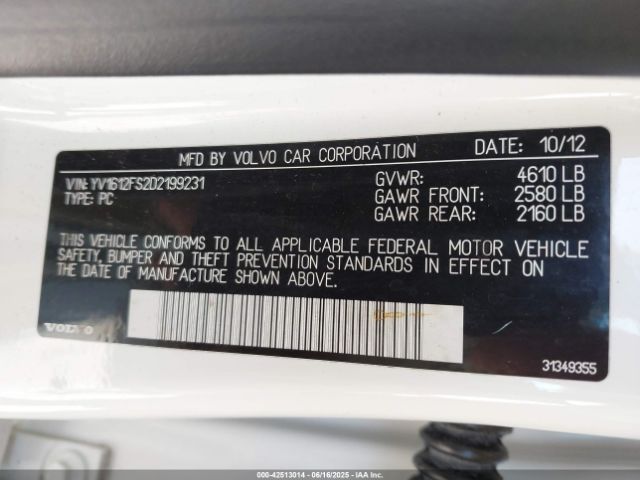 MFD BY VOLVO CAR CORPORATION DATE: 10/12
VIN: YV1612FS2D2199231 GVWR: 4610 LB
TYPE: PC GAWR FRONT: 2580 LB
GAWR REAR: 2160 LB
THIS VEHICLE CONFORMS TO ALL APPLICABLE FEDERAL MOTOR VEHICLE
SAFETY, BUMPER AND THEFT PREVENTION STANDARDS IN EFFECT ON
THE DATE OF MANUFACTURE SHOWN ABOVE.
VOLVO 31349355
000-42513014 - 06/16/2025 - IAAI.COM